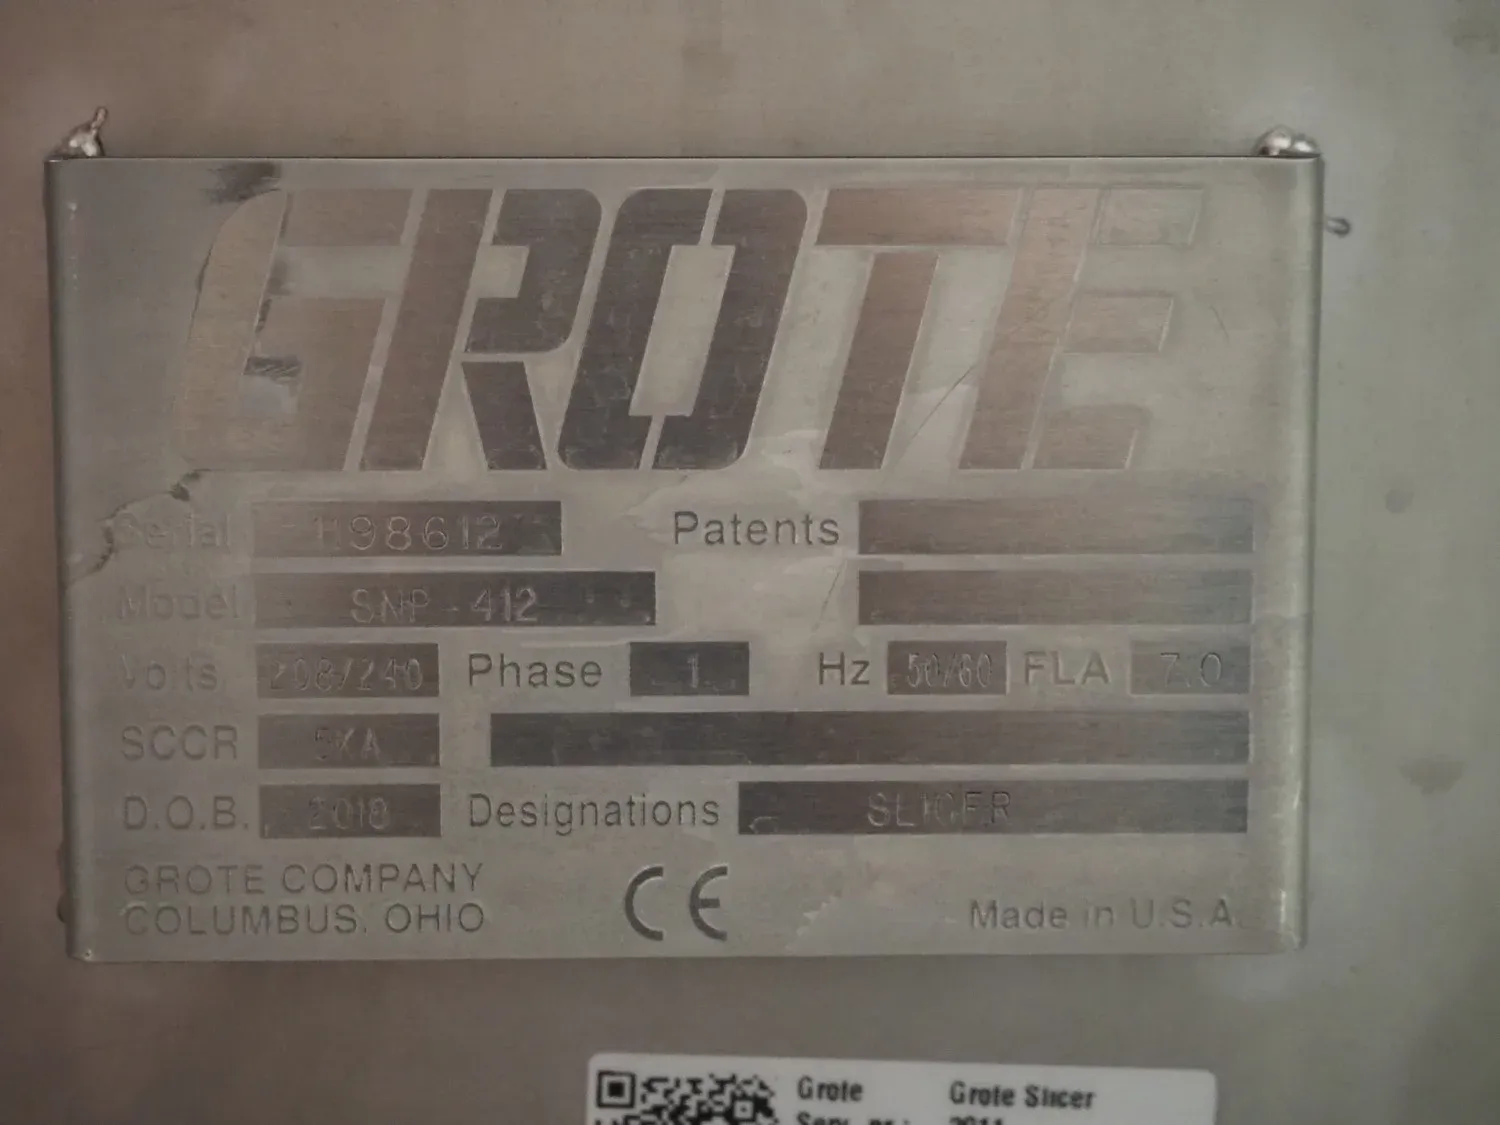 GROTE
Serial 1198612 Patents
Model SNP-412
Volts 208/240 Phase 1 Hz 50/60 FLA 7.0
SCCR 5KA
D.O.B. 2018 Designations SLICER
GROTE COMPANY
COLUMBUS, OHIO
CE
Made in U.S.A.
Grote Grote Slicer